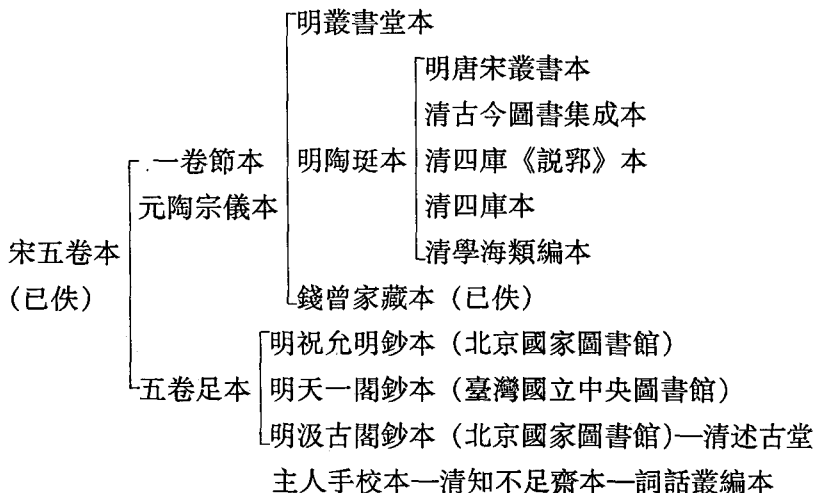 明叢書堂本
明唐宋叢書本
清古今圖書集成本
一卷節本
明陶珽本
清四庫《説郛》本
元陶宗儀本
清四庫本
宋五卷本
清學海類編本
(已佚)
錢曾家藏本(已佚)
明祝允明鈔本(北京國家圖書館)
五卷足本
明天一閣鈔本(臺灣國立中央圖書館)
明汲古閣鈔本(北京國家圖書館)—清述古堂
主人手校本—清知不足齋本—詞話叢編本